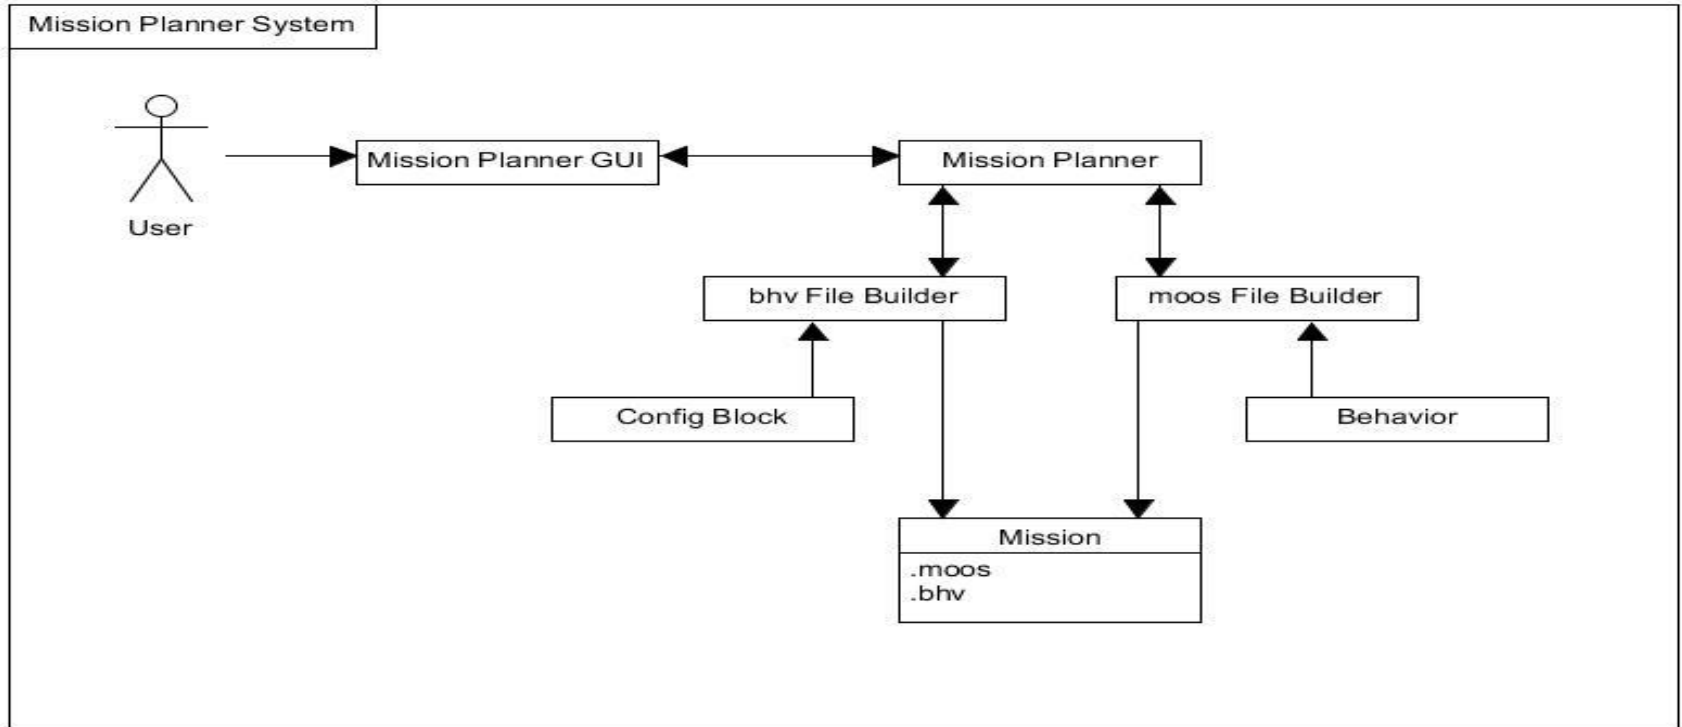 Mission Planner System
User
Mission Planner GUI
Mission Planner
bhv File Builder
moos File Builder
Config Block
Behavior
Mission
.moos
.bhv